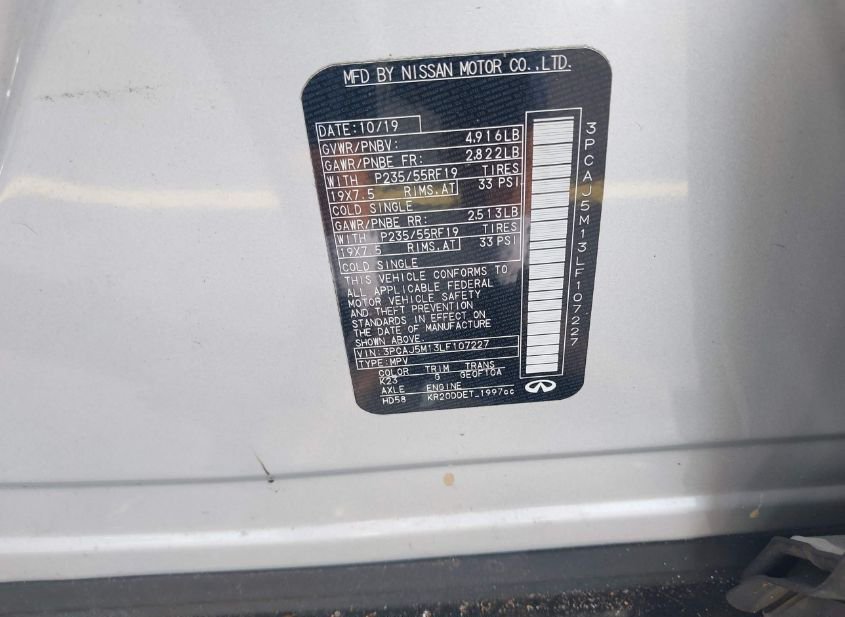 MFD BY NISSAN MOTOR CO.,LTD.
DATE:10/19
GVWR/PNBV: 4,916LB
GAWR/PNBE FR: 2,822LB
WITH P235/55RF19 TIRES
19X7.5 RIMS.AT 33 PSI
COLD SINGLE
GAWR/PNBE RR: 2,513LB
WITH P235/55RF19 TIRES
19X7.5 RIMS.AT 33 PSI
COLD SINGLE
THIS VEHICLE CONFORMS TO
ALL APPLICABLE FEDERAL
MOTOR VEHICLE SAFETY
AND THEFT PREVENTION
STANDARDS IN EFFECT ON
THE DATE OF MANUFACTURE
SHOWN ABOVE.
VIN: 3PCAJ5M13LF107227
TYPE: MPV
COLOR TRIM TRANS
K23 G GEOF1CA
AXLE ENGINE
HD58 KR20DDET_1997cc
3PCAJ5M13LF107227